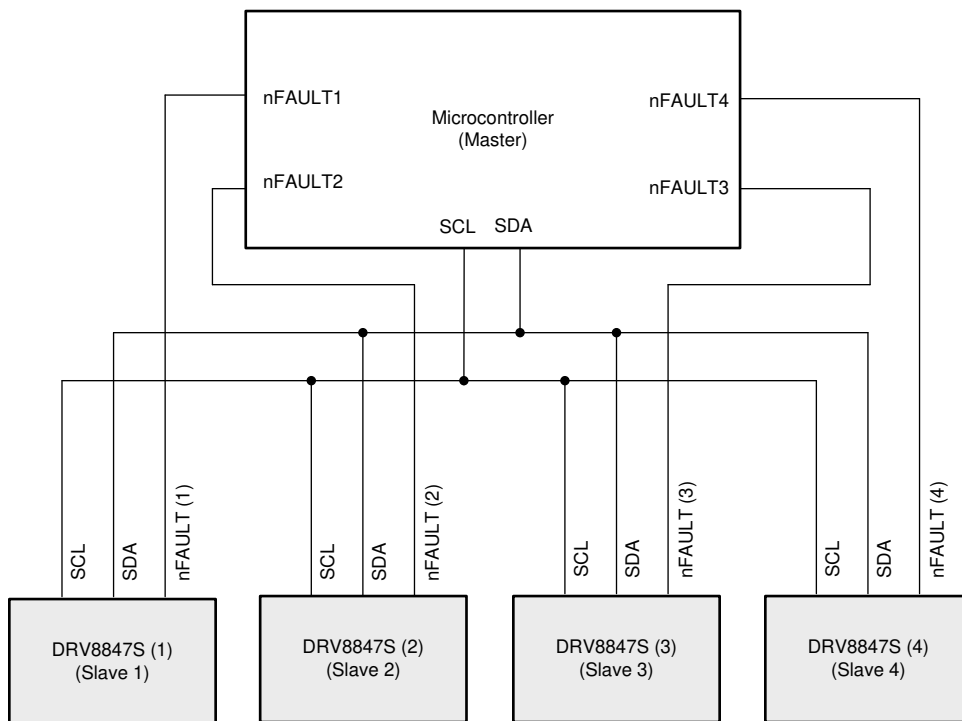 nFAULT1
nFAULT4
Microcontroller
(Master)
nFAULT2
nFAULT3
SCL
SDA
SCL
SDA
nFAULT (1)
SCL
SDA
nFAULT (2)
SCL
SDA
nFAULT (3)
SCL
SDA
nFAULT (4)
DRV8847S (1)
(Slave 1)
DRV8847S (2)
(Slave 2)
DRV8847S (3)
(Slave 3)
DRV8847S (4)
(Slave 4)